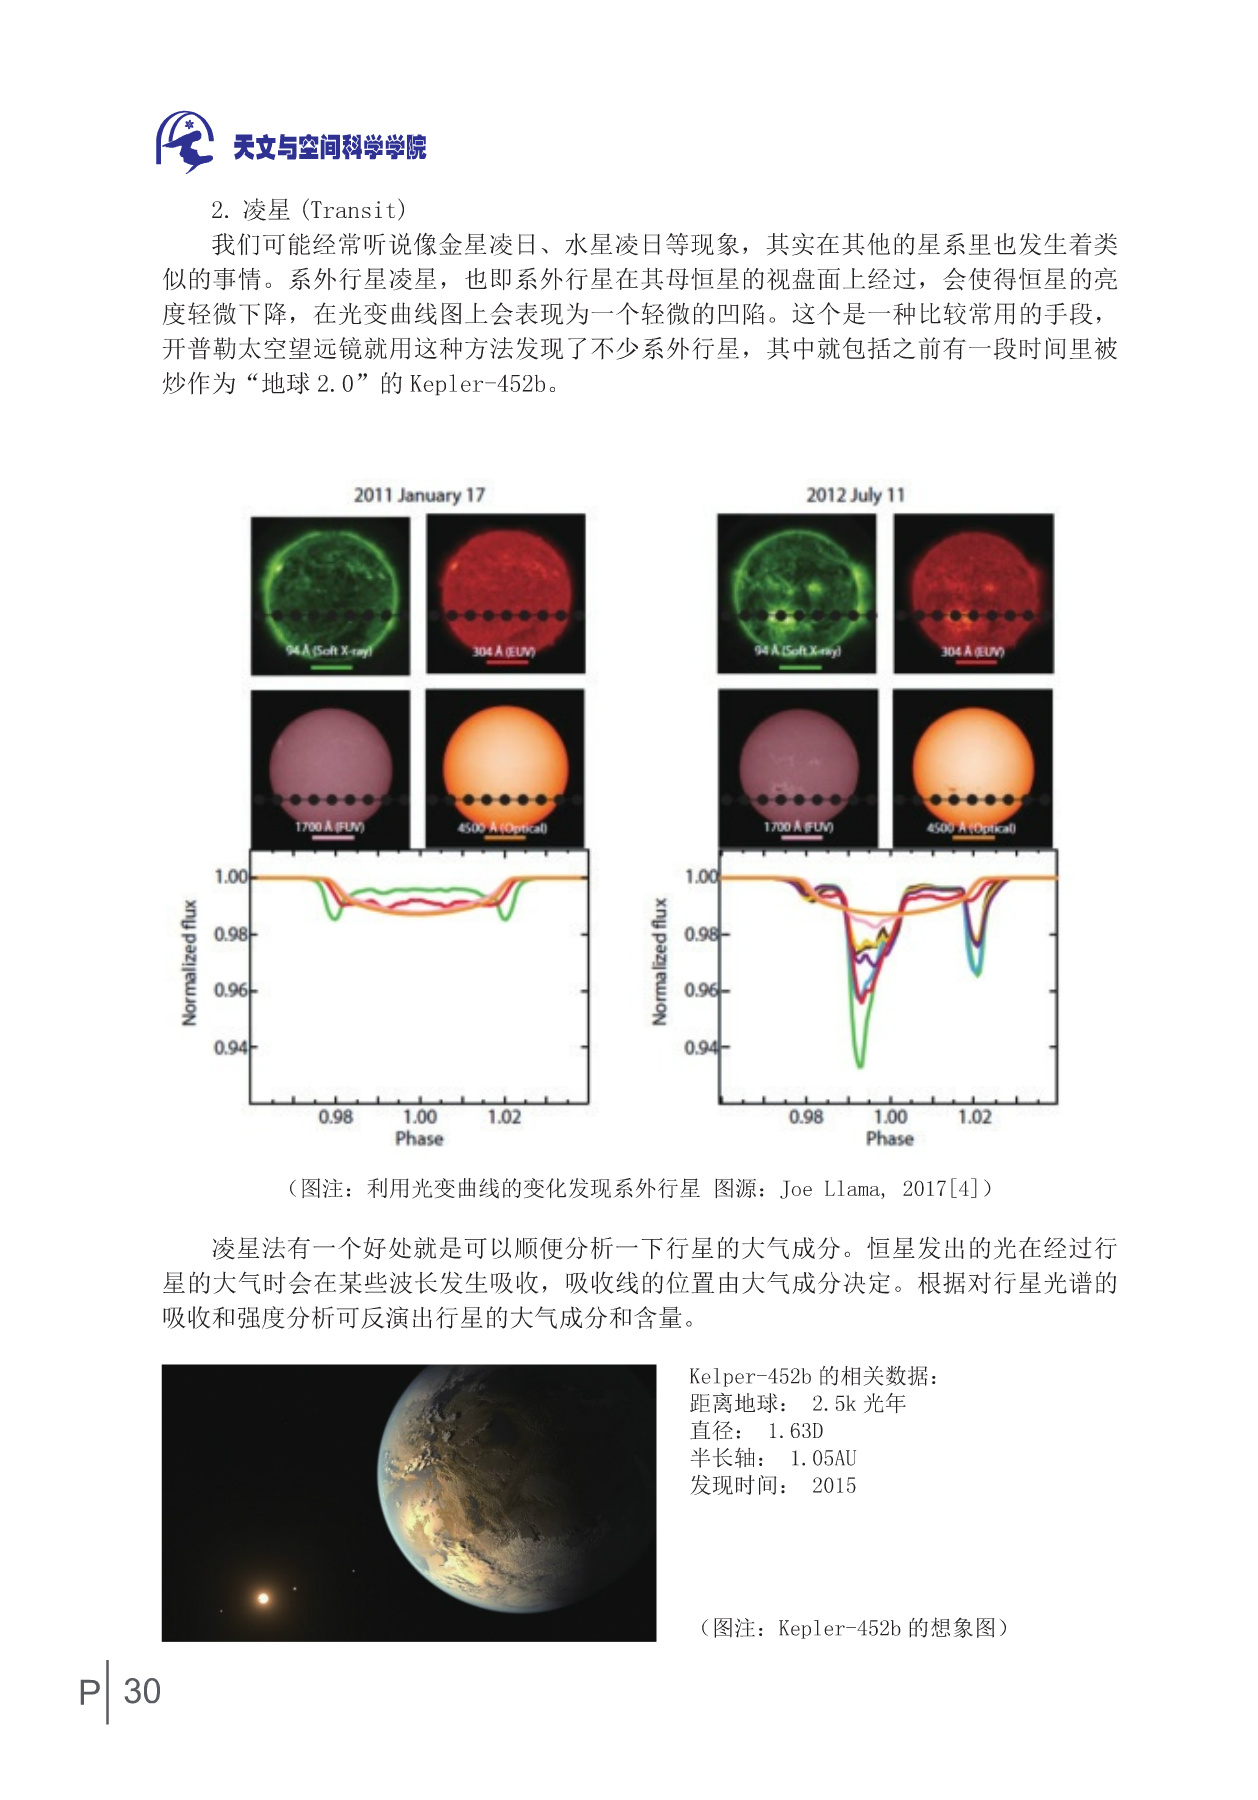 天文与空间科学学院
2. 凌星 (Transit)
我们可能经常听说像金星凌日、水星凌日等现象，其实在其他的星系里也发生着类
似的事情。系外行星凌星，也即系外行星在其母恒星的视盘面上经过，会使得恒星的亮
度轻微下降，在光变曲线图上会表现为一个轻微的凹陷。这个是一种比较常用的手段，
开普勒太空望远镜就用这种方法发现了不少系外行星，其中就包括之前有一段时间里被
炒作为“地球 2.0”的 Kepler-452b。
2011 January 17
2012 July 11
94 Å (Soft X-ray)
304 Å (EUV)
94 Å (Soft X-ray)
304 Å (EUV)
1700 Å (FUV)
4500 Å (Optical)
1700 Å (FUV)
4500 Å (Optical)
Normalized flux
1.00
0.98
0.96
0.94
0.98 1.00 1.02
Phase
Normalized flux
1.00
0.98
0.96
0.94
0.98 1.00 1.02
Phase
（图注：利用光变曲线的变化发现系外行星 图源：Joe Llama, 2017[4]）
凌星法有一个好处就是可以顺便分析一下行星的大气成分。恒星发出的光在经过行
星的大气时会在某些波长发生吸收，吸收线的位置由大气成分决定。根据对行星光谱的
吸收和强度分析可反演出行星的大气成分和含量。
Kelper-452b 的相关数据：
距离地球： 2.5k 光年
直径： 1.63D
半长轴： 1.05AU
发现时间： 2015
（图注：Kepler-452b 的想象图）
P 30